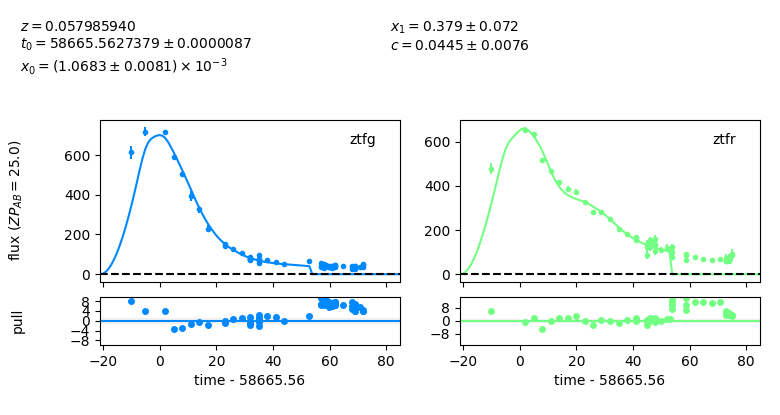 z = 0.057985940
t₀ = 58665.5627379 ± 0.0000087
x₀ = (1.0683 ± 0.0081) × 10⁻³
x₁ = 0.379 ± 0.072
c = 0.0445 ± 0.0076
flux (ZP_AB = 25.0)
600
400
200
0
ztfg
600
400
200
0
ztfr
pull
8
4
0
−4
−8
−20 0 20 40 60 80
time - 58665.56
8
4
0
−8
−20 0 20 40 60 80
time - 58665.56